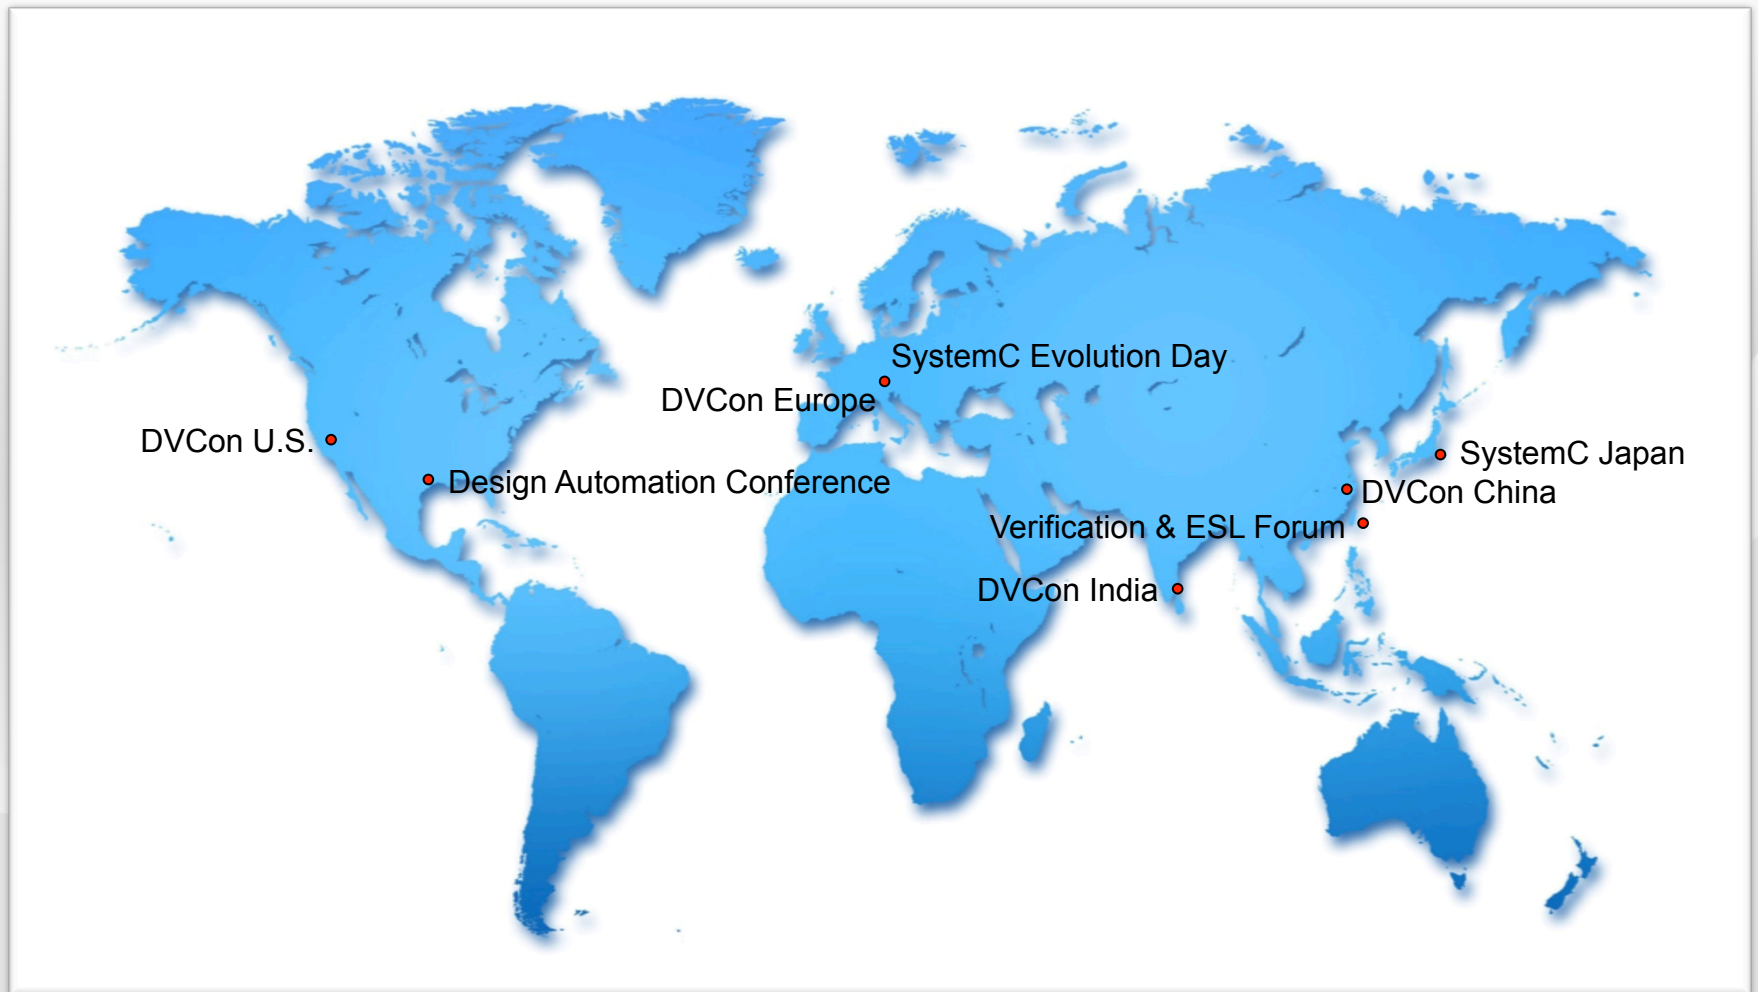 SystemC Evolution Day
DVCon Europe
DVCon U.S.
SystemC Japan
Design Automation Conference
DVCon China
Verification & ESL Forum
DVCon India